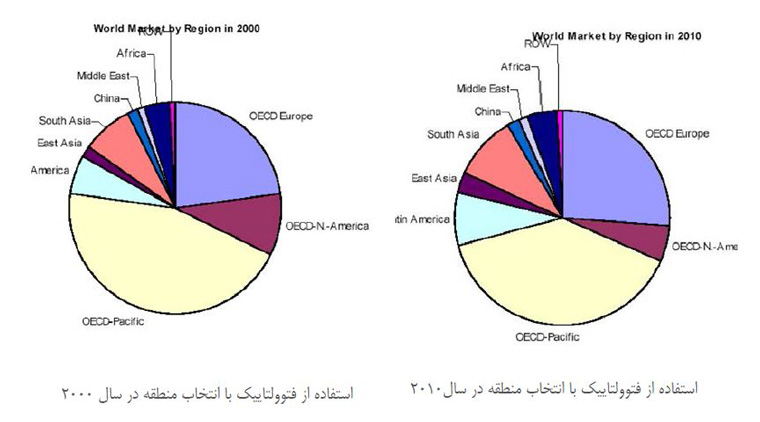 World Market by Region in 2000
ROW
Africa
Middle East
China
South Asia
East Asia
America
OECD Europe
OECD-N.-America
OECD-Pacific
استفاده از فتوولتاییک با انتخاب منطقه در سال ۲۰۰۰
World Market by Region in 2010
ROW
Africa
Middle East
China
South Asia
East Asia
tin America
OECD Europe
OECD-N.-Ame
OECD-Pacific
استفاده از فتوولتاییک با انتخاب منطقه در سال۲۰۱۰